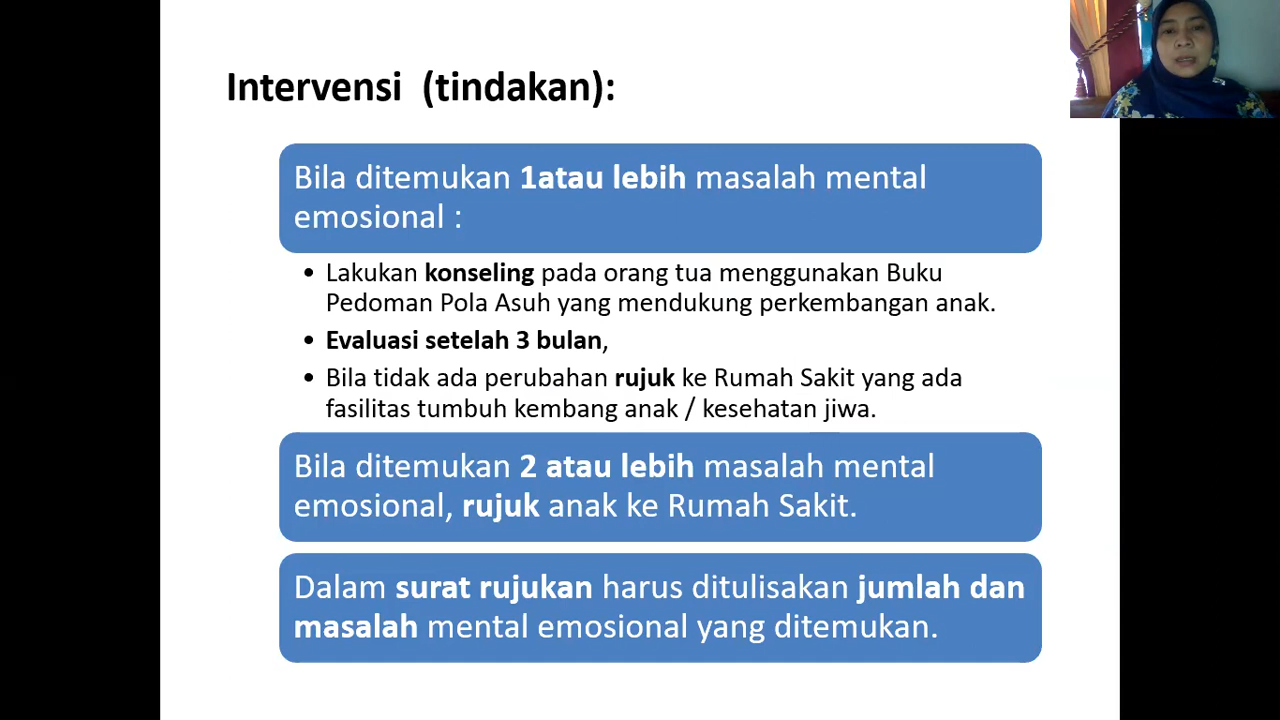 Intervensi (tindakan):
Bila ditemukan 1atau lebih masalah mental
emosional :
• Lakukan konseling pada orang tua menggunakan Buku
Pedoman Pola Asuh yang mendukung perkembangan anak.
• Evaluasi setelah 3 bulan,
• Bila tidak ada perubahan rujuk ke Rumah Sakit yang ada
fasilitas tumbuh kembang anak / kesehatan jiwa.
Bila ditemukan 2 atau lebih masalah mental
emosional, rujuk anak ke Rumah Sakit.
Dalam surat rujukan harus ditulisakan jumlah dan
masalah mental emosional yang ditemukan.